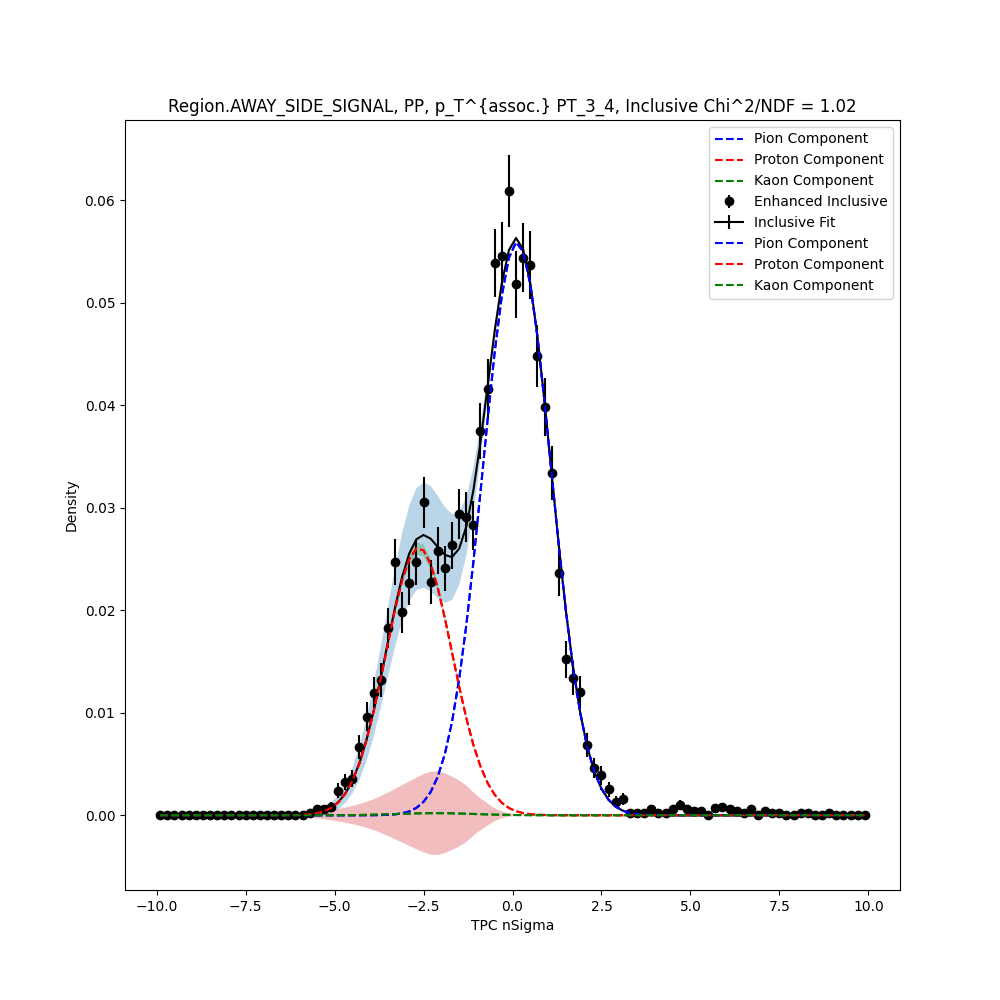 Region.AWAY_SIDE_SIGNAL, PP, p_T^{assoc.} PT_3_4, Inclusive Chi^2/NDF = 1.02
Pion Component
Proton Component
Kaon Component
Enhanced Inclusive
Inclusive Fit
Pion Component
Proton Component
Kaon Component
0.06
0.05
0.04
0.03
0.02
0.01
0.00
Density
−10.0 −7.5 −5.0 −2.5 0.0 2.5 5.0 7.5 10.0
TPC nSigma